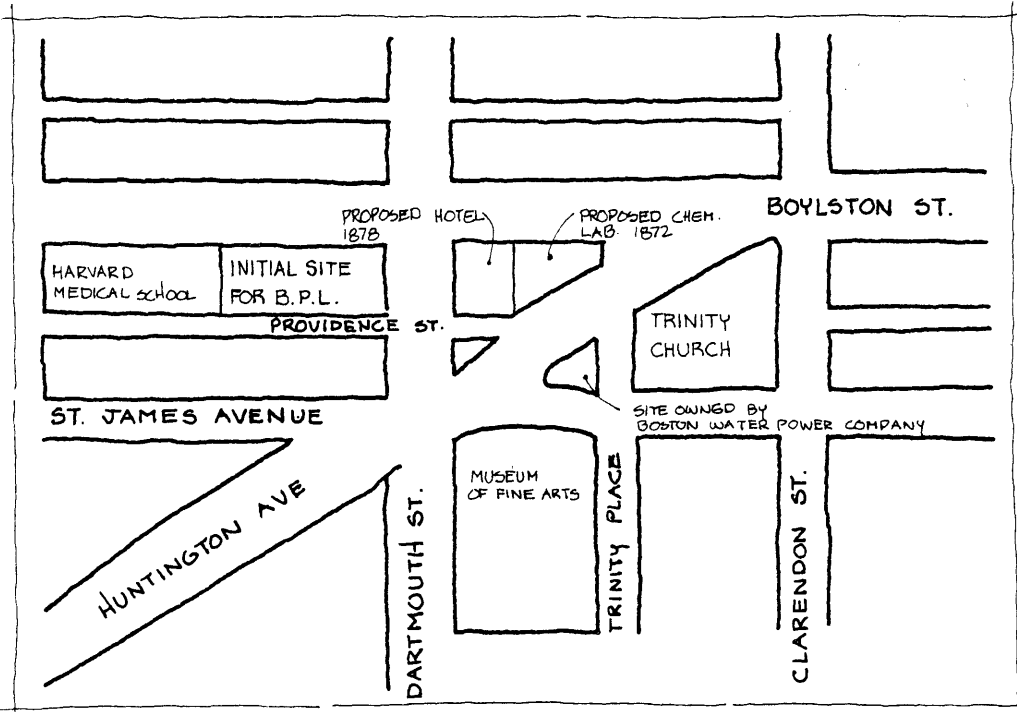 BOYLSTON ST.
PROPOSED HOTEL
1878
PROPOSED CHEM.
LAB. 1872
HARVARD
MEDICAL SCHOOL
INITIAL SITE
FOR B.P.L.
PROVIDENCE ST.
TRINITY
CHURCH
ST. JAMES AVENUE
SITE OWNED BY
BOSTON WATER POWER COMPANY
MUSEUM
OF FINE ARTS
HUNTINGTON AVE
DARTMOUTH ST.
TRINITY PLACE
CLARENDON ST.